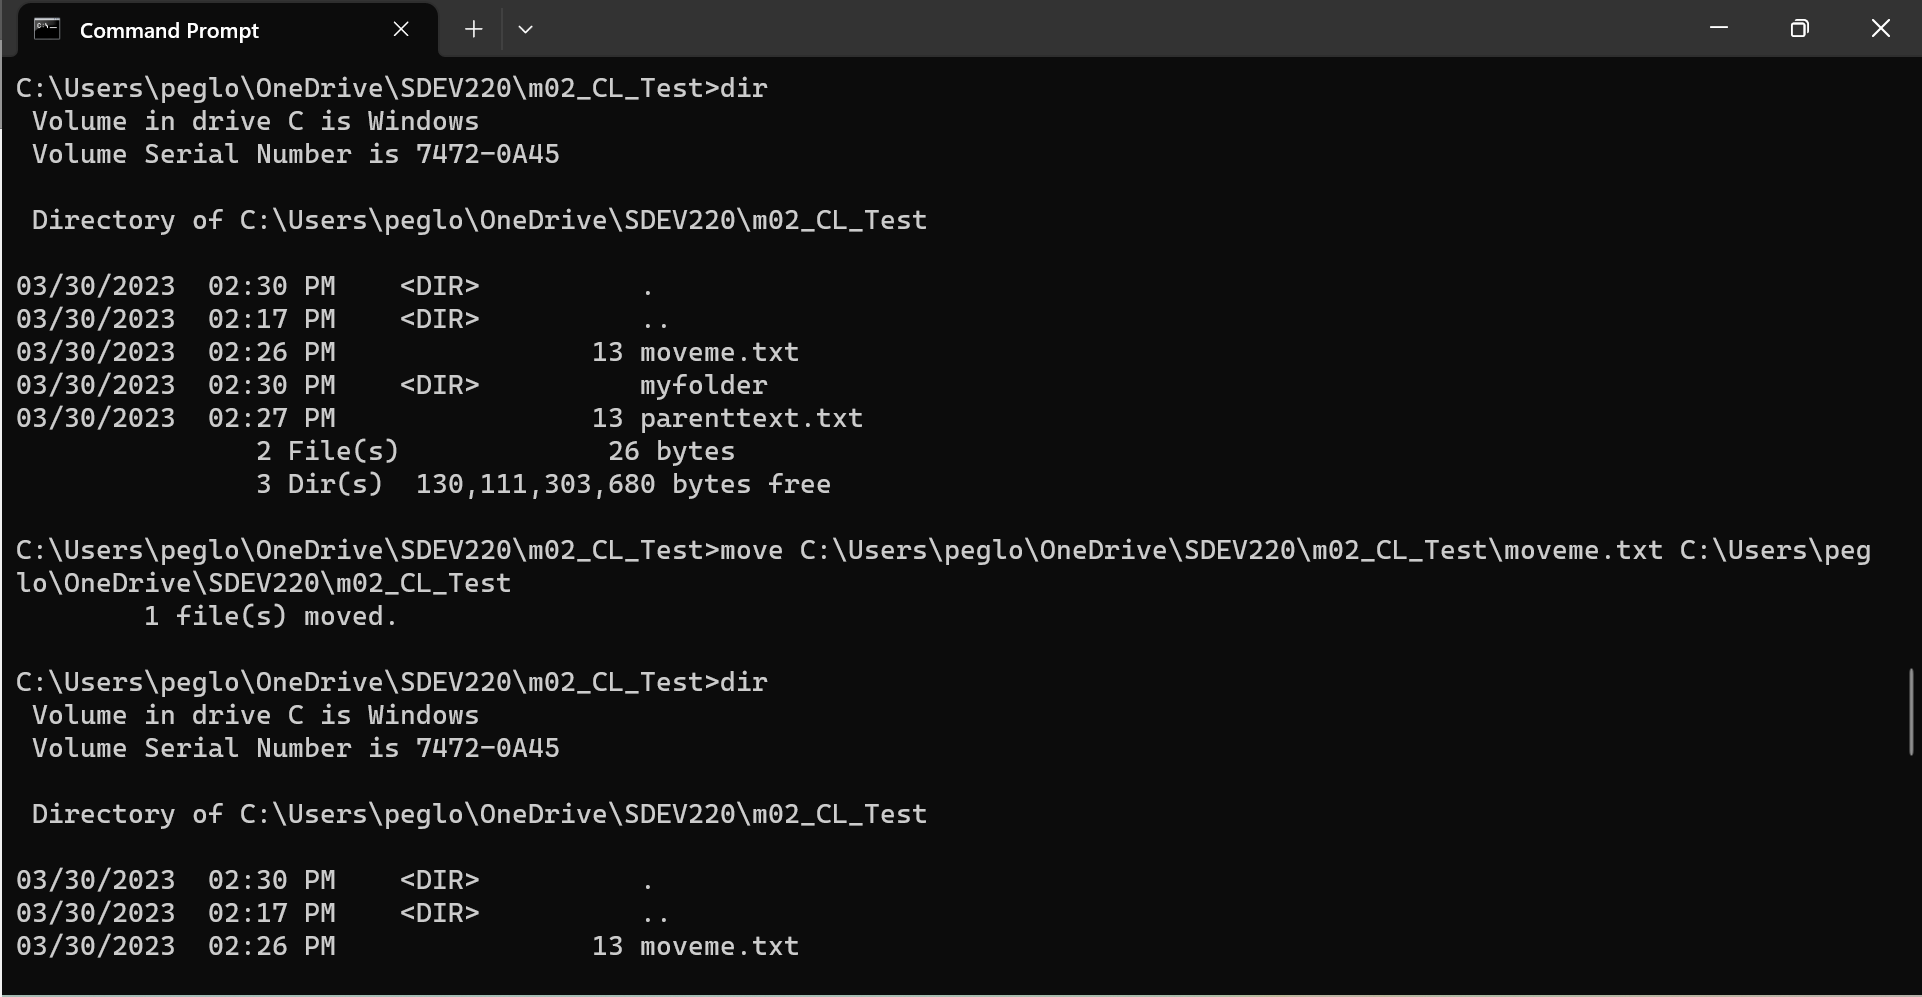 Command Prompt
C:\Users\peglo\OneDrive\SDEV220\m02_CL_Test>dir
 Volume in drive C is Windows
 Volume Serial Number is 7472-0A45

 Directory of C:\Users\peglo\OneDrive\SDEV220\m02_CL_Test

03/30/2023  02:30 PM    <DIR>          .
03/30/2023  02:17 PM    <DIR>          ..
03/30/2023  02:26 PM                13 moveme.txt
03/30/2023  02:30 PM    <DIR>          myfolder
03/30/2023  02:27 PM                13 parenttext.txt
               2 File(s)             26 bytes
               3 Dir(s)  130,111,303,680 bytes free

C:\Users\peglo\OneDrive\SDEV220\m02_CL_Test>move C:\Users\peglo\OneDrive\SDEV220\m02_CL_Test\moveme.txt C:\Users\peg
lo\OneDrive\SDEV220\m02_CL_Test
        1 file(s) moved.

C:\Users\peglo\OneDrive\SDEV220\m02_CL_Test>dir
 Volume in drive C is Windows
 Volume Serial Number is 7472-0A45

 Directory of C:\Users\peglo\OneDrive\SDEV220\m02_CL_Test

03/30/2023  02:30 PM    <DIR>          .
03/30/2023  02:17 PM    <DIR>          ..
03/30/2023  02:26 PM                13 moveme.txt